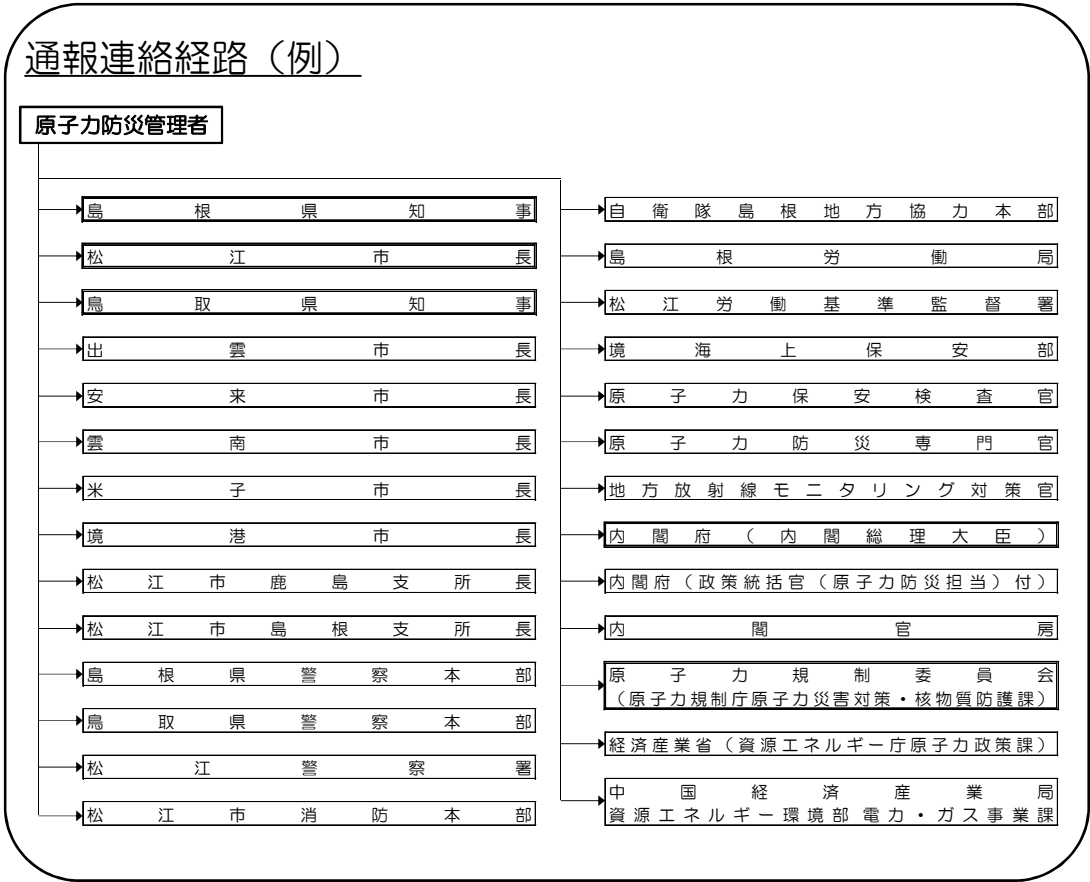 通報連絡経路（例）
原子力防災管理者
島根県知事
松江市長
鳥取県知事
出雲市長
安来市長
雲南市長
米子市長
境港市長
松江市鹿島支所長
松江市島根支所長
島根県警察本部
鳥取県警察本部
松江警察署
松江市消防本部
自衛隊島根地方協力本部
島根労働局
松江労働基準監督署
境海上保安部
原子力保安検査官
原子力防災専門官
地方放射線モニタリング対策官
内閣府（内閣総理大臣）
内閣府（政策統括官（原子力防災担当）付）
内閣官房
原子力規制委員会
（原子力規制庁原子力災害対策・核物質防護課）
経済産業省（資源エネルギー庁原子力政策課）
中国経済産業局
資源エネルギー環境部 電力・ガス事業課